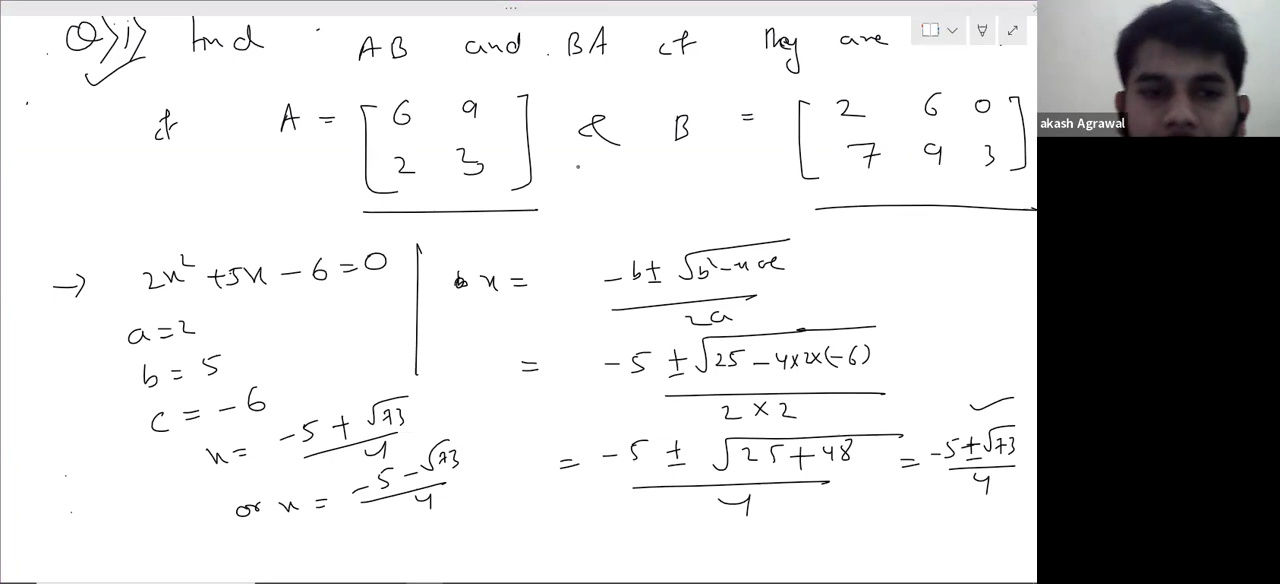 Q>i> find AB and BA if they are
if A = [ 6 9 & B = [ 2 6 0
2 3 ] 7 9 3 ]
akash Agrawal
→ 2x² + 5x - 6 = 0
a = 2
b = 5
c = -6
x = -5 + √73 / 4
or x = -5 - √73 / 4
x = -b ± √b² - 4ac / 2a
= -5 ± √25 - 4×2×(-6) / 2 × 2
= -5 ± √25 + 48 / 4 = -5 ± √73 / 4